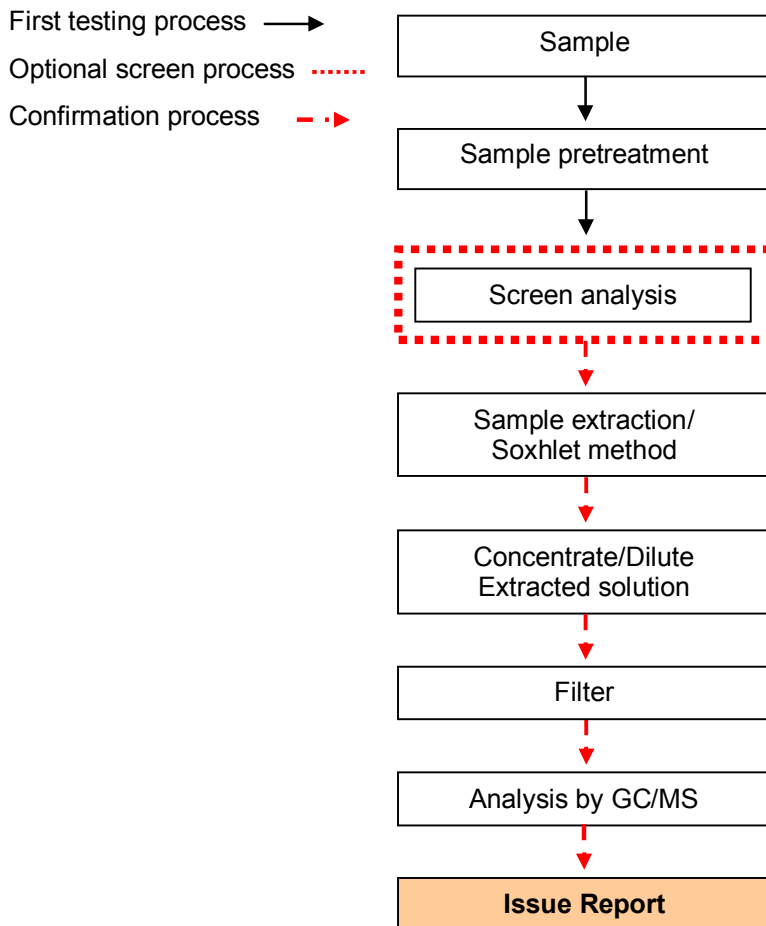 First testing process
Optional screen process
Confirmation process
Sample
Sample pretreatment
Screen analysis
Sample extraction/
Soxhlet method
Concentrate/Dilute
Extracted solution
Filter
Analysis by GC/MS
Issue Report